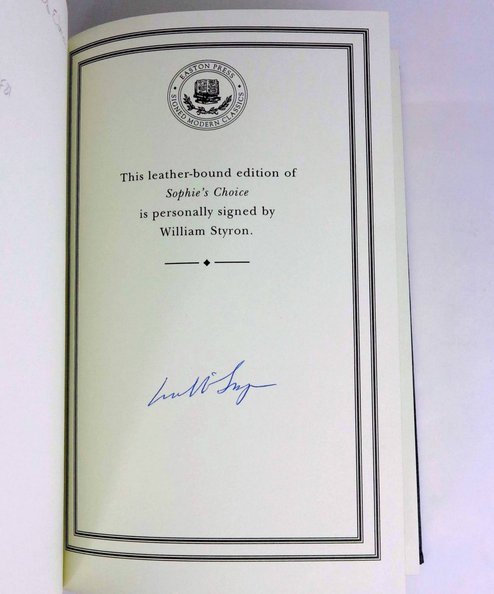 EASTON PRESS
SIGNED MODERN CLASSICS
This leather-bound edition of
Sophie's Choice
is personally signed by
William Styron.